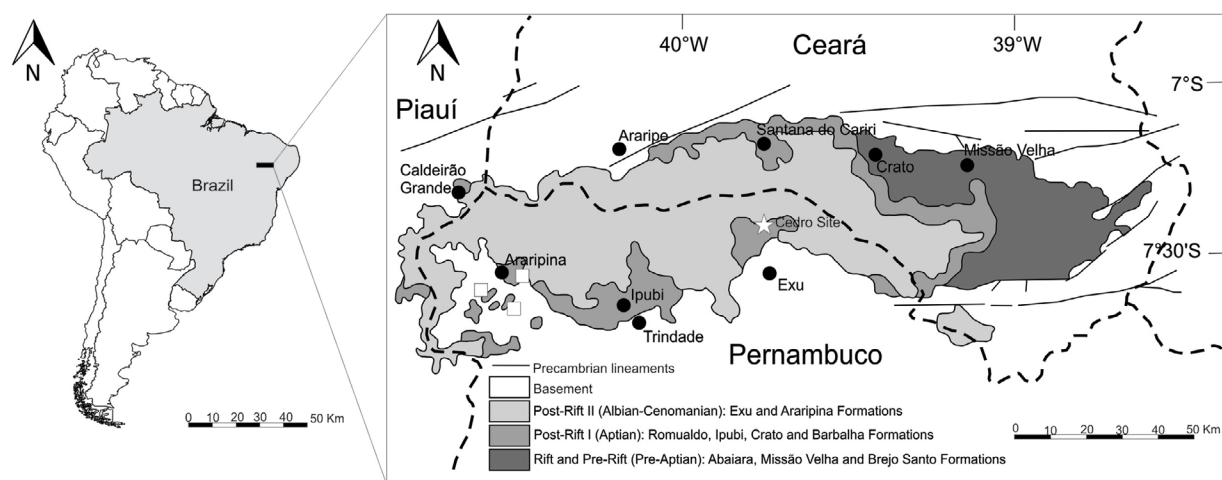 N
Brazil
0 10 20 30 40 50 Km
N
40°W
39°W
Ceará
7°S
Piauí
Araripe
Santana do Cariri
Crato
Missão Velha
Caldeirão
Grande
Cedro Site
7°30'S
Araripina
Exu
Ipubi
Trindade
Pernambuco
Precambrian lineaments
Basement
Post-Rift II (Albian-Cenomanian): Exu and Araripina Formations
Post-Rift I (Aptian): Romualdo, Ipubi, Crato and Barbalha Formations
Rift and Pre-Rift (Pre-Aptian): Abaiara, Missão Velha and Brejo Santo Formations
0 10 20 30 40 50 Km